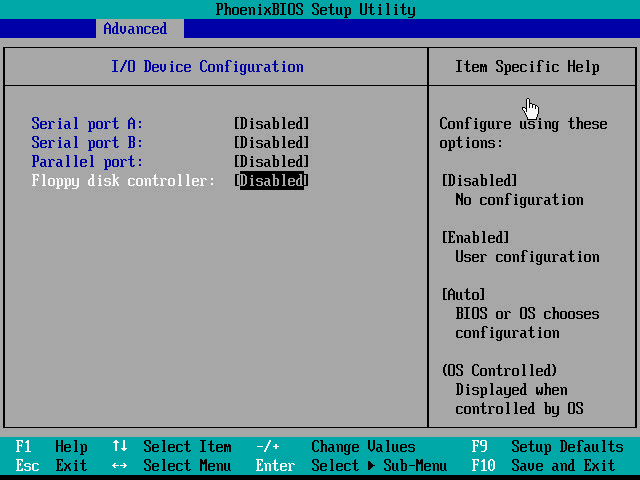 PhoenixBIOS Setup Utility
Advanced
I/O Device Configuration
Item Specific Help
Serial port A: [Disabled]
Serial port B: [Disabled]
Parallel port: [Disabled]
Floppy disk controller: [Disabled]
Configure using these
options:
[Disabled]
No configuration
[Enabled]
User configuration
[Auto]
BIOS or OS chooses
configuration
(OS Controlled)
Displayed when
controlled by OS
F1 Help ↑↓ Select Item -/+ Change Values F9 Setup Defaults
Esc Exit ↔ Select Menu Enter Select ▶ Sub-Menu F10 Save and Exit